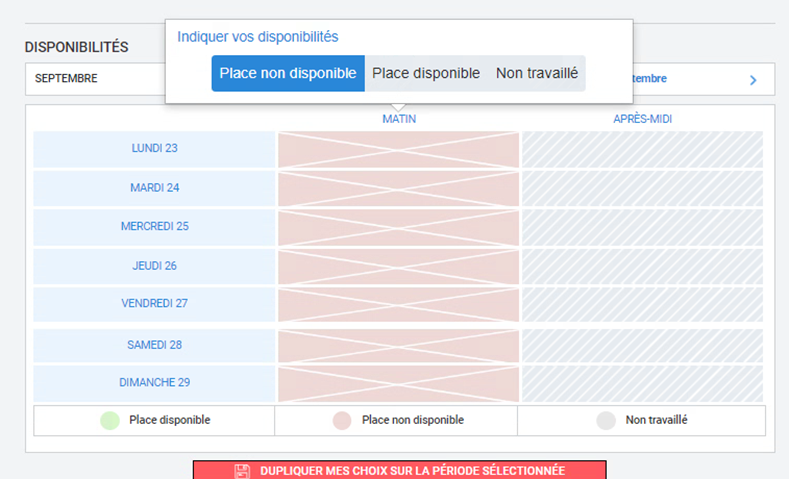 Indiquer vos disponibilités
Place non disponible Place disponible Non travaillé
DISPONIBILITÉS
SEPTEMBRE
MATIN APRÈS-MIDI
LUNDI 23
MARDI 24
MERCREDI 25
JEUDI 26
VENDREDI 27
SAMEDI 28
DIMANCHE 29
Place disponible Place non disponible Non travaillé
DUPLIQUER MES CHOIX SUR LA PÉRIODE SÉLECTIONNÉE